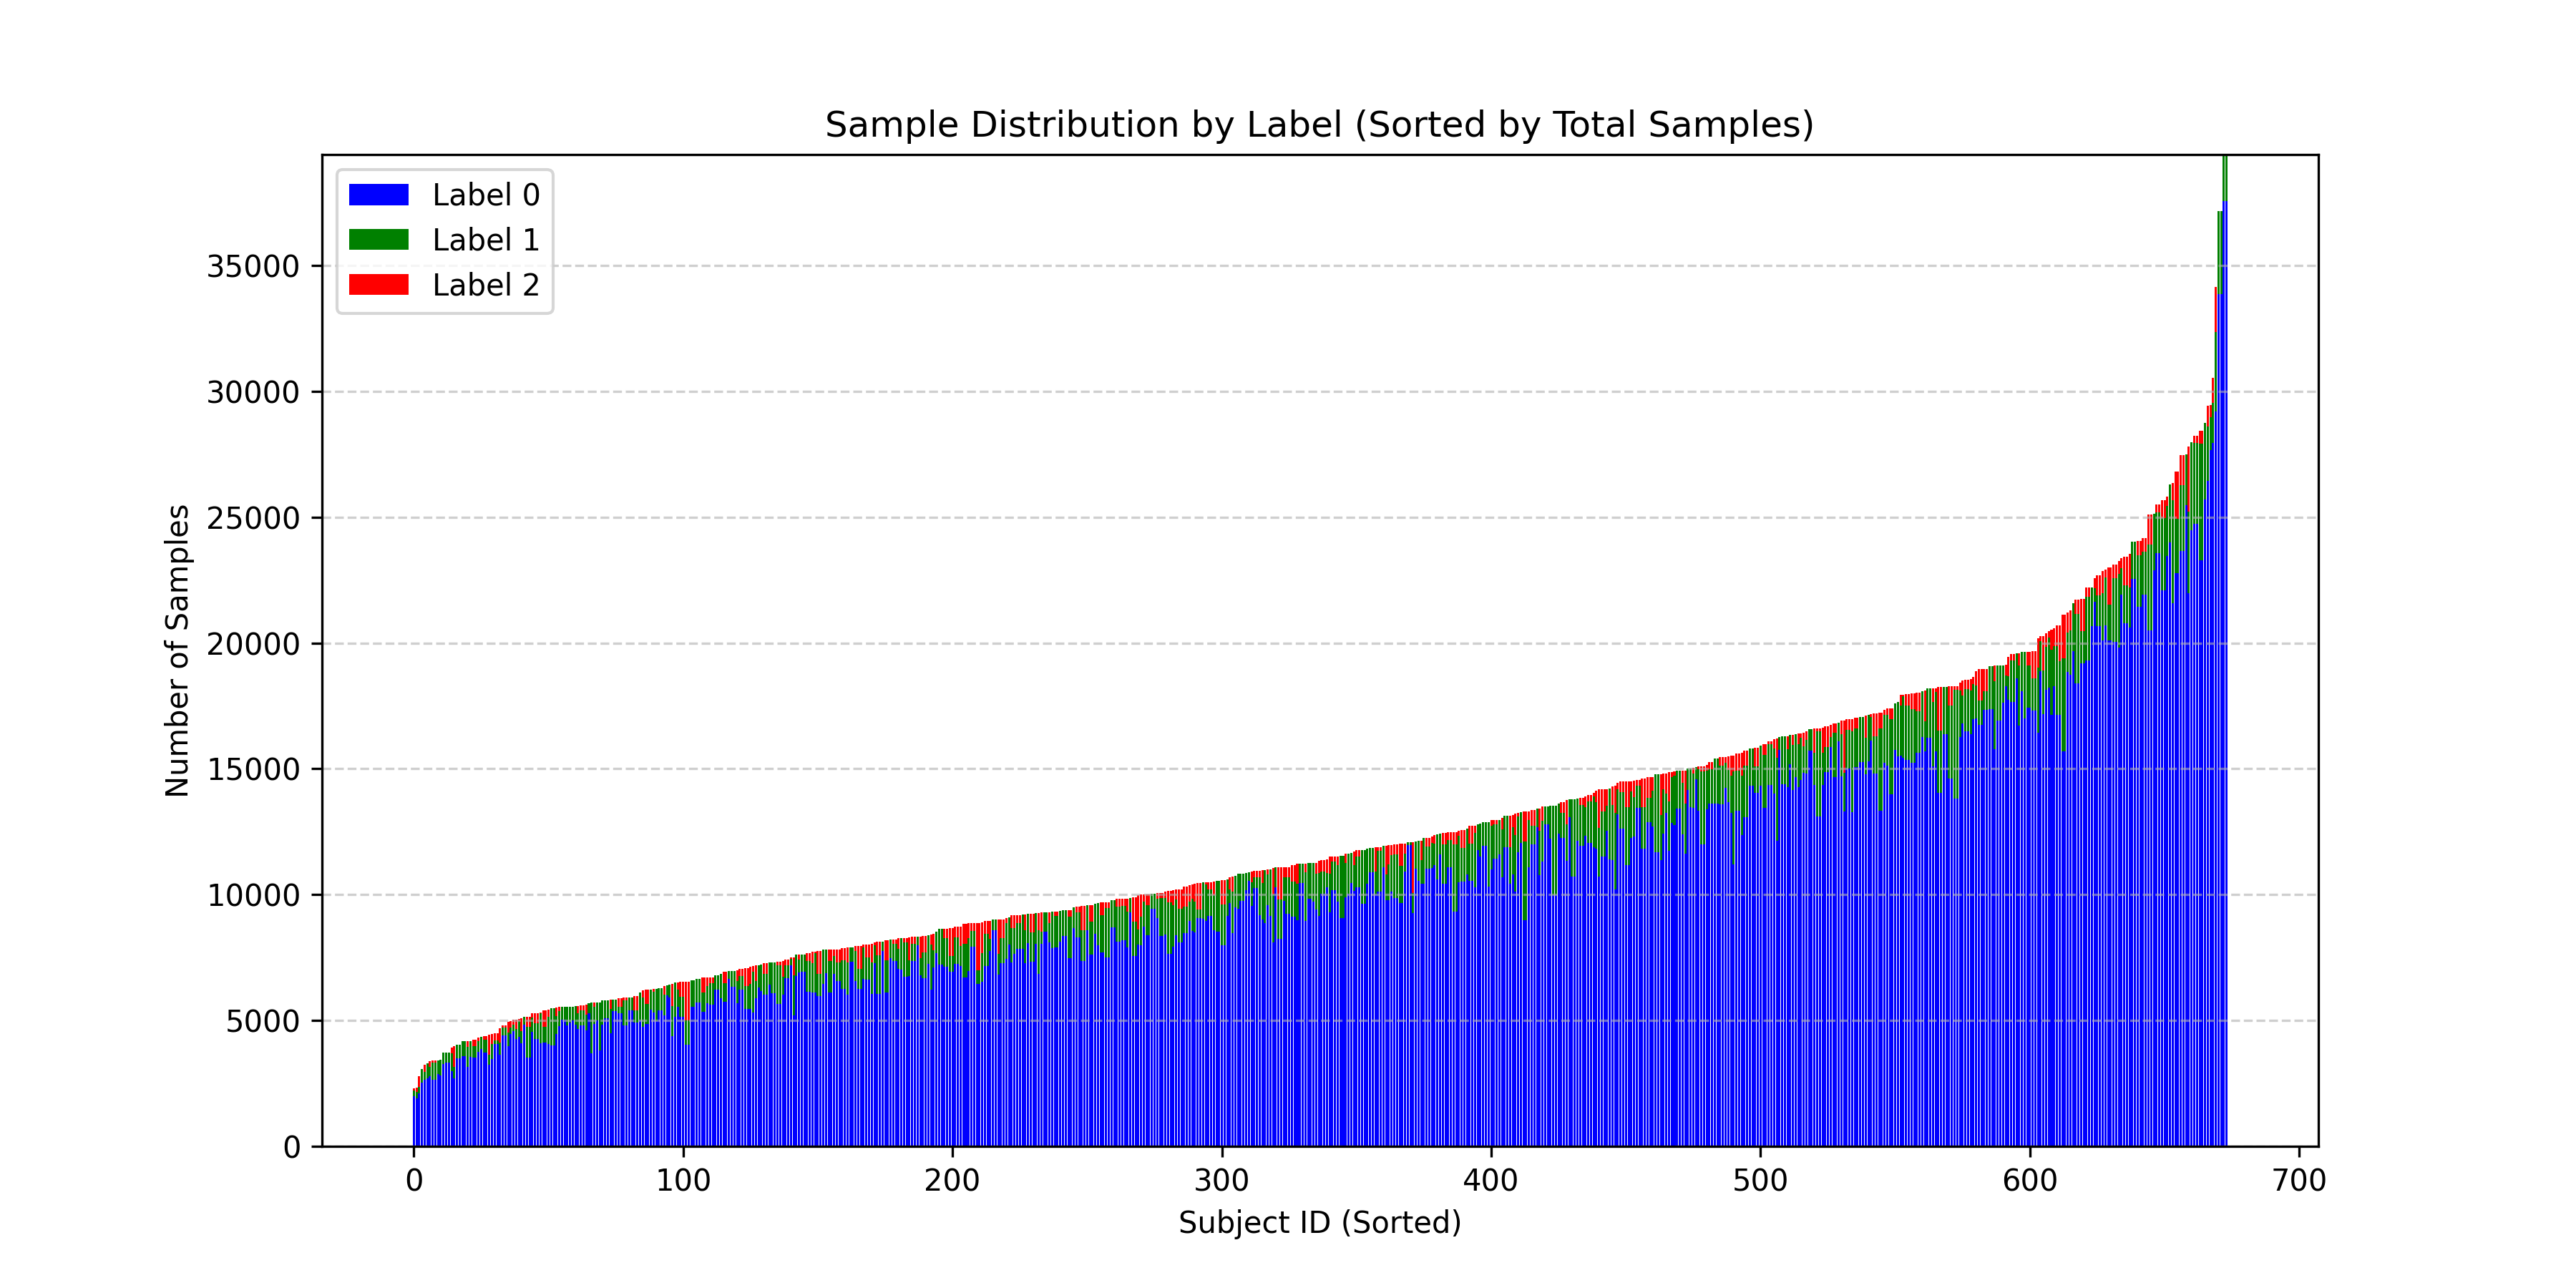 Sample Distribution by Label (Sorted by Total Samples)
Label 0
Label 1
Label 2
35000
30000
25000
20000
15000
10000
5000
0
Number of Samples
0 100 200 300 400 500 600 700
Subject ID (Sorted)